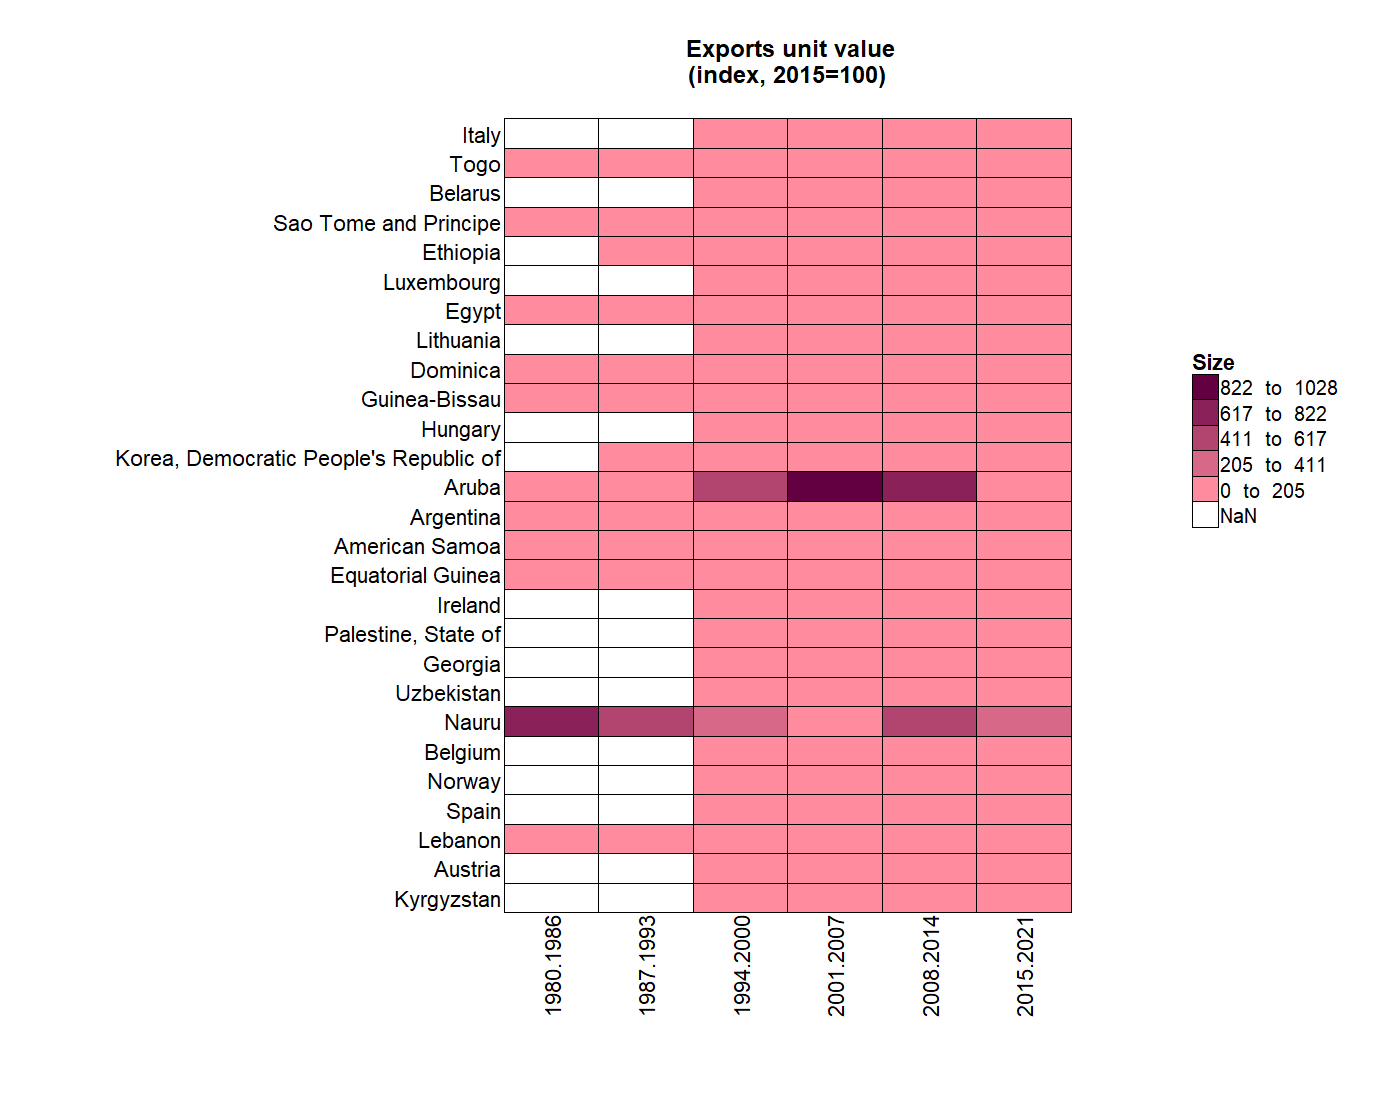 Exports unit value
(index, 2015=100)
Italy
Togo
Belarus
Sao Tome and Principe
Ethiopia
Luxembourg
Egypt
Lithuania
Dominica
Guinea-Bissau
Hungary
Korea, Democratic People's Republic of
Aruba
Argentina
American Samoa
Equatorial Guinea
Ireland
Palestine, State of
Georgia
Uzbekistan
Nauru
Belgium
Norway
Spain
Lebanon
Austria
Kyrgyzstan
1980.1986
1987.1993
1994.2000
2001.2007
2008.2014
2015.2021
Size
822 to 1028
617 to 822
411 to 617
205 to 411
0 to 205
NaN